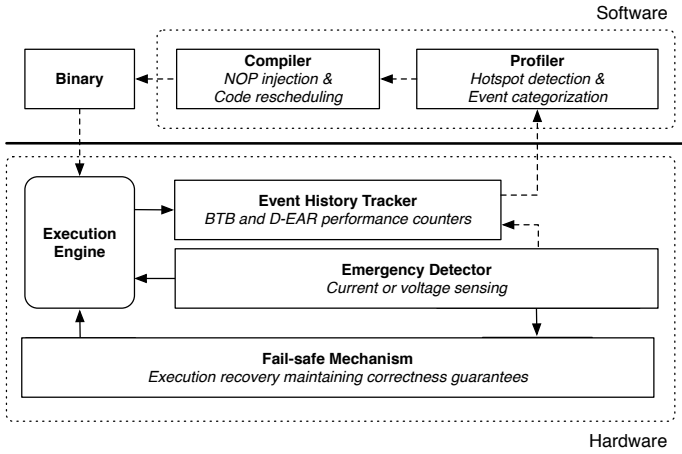 Software
Binary
Compiler
NOP injection &
Code rescheduling
Profiler
Hotspot detection &
Event categorization
Execution
Engine
Event History Tracker
BTB and D-EAR performance counters
Emergency Detector
Current or voltage sensing
Fail-safe Mechanism
Execution recovery maintaining correctness guarantees
Hardware